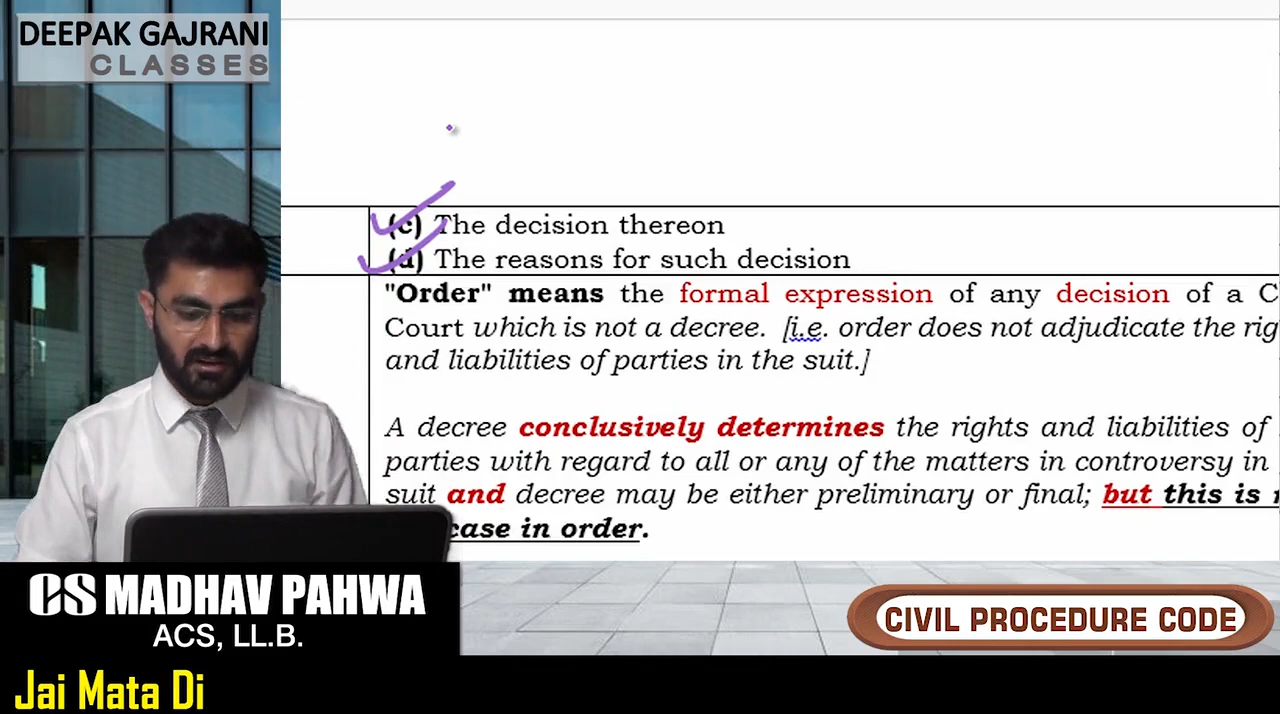 DEEPAK GAJRANI
CLASSES
(c) The decision thereon
(d) The reasons for such decision
"Order" means the formal expression of any decision of a C
Court which is not a decree. [i.e. order does not adjudicate the rig
and liabilities of parties in the suit.]
A decree conclusively determines the rights and liabilities of
parties with regard to all or any of the matters in controversy in
suit and decree may be either preliminary or final; but this is
case in order.
CS MADHAV PAHWA
ACS, LL.B.
CIVIL PROCEDURE CODE
Jai Mata Di